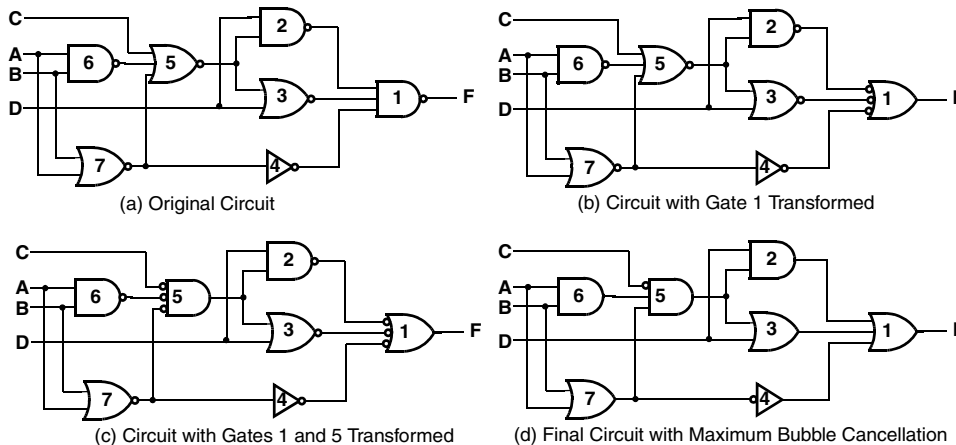 C
A
B
D
6
5
7
2
3
4
1
F
(a) Original Circuit
C
A
B
D
6
5
7
2
3
4
1
(b) Circuit with Gate 1 Transformed
C
A
B
D
6
5
7
2
3
4
1
F
(c) Circuit with Gates 1 and 5 Transformed
C
A
B
D
6
5
7
2
3
4
1
(d) Final Circuit with Maximum Bubble Cancellation